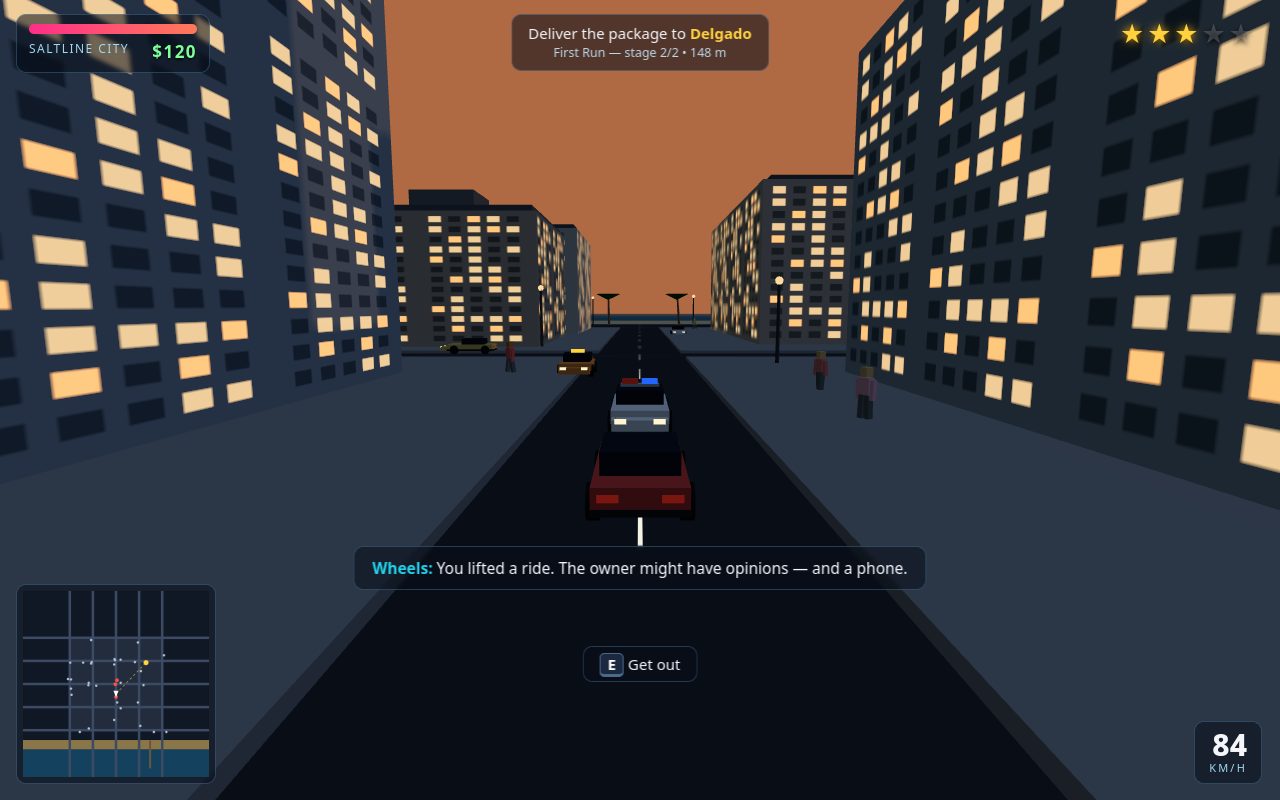 SALTLINE CITY
$120
Deliver the package to Delgado
First Run — stage 2/2 • 148 m
Wheels: You lifted a ride. The owner might have opinions — and a phone.
E Get out
84
KM/H